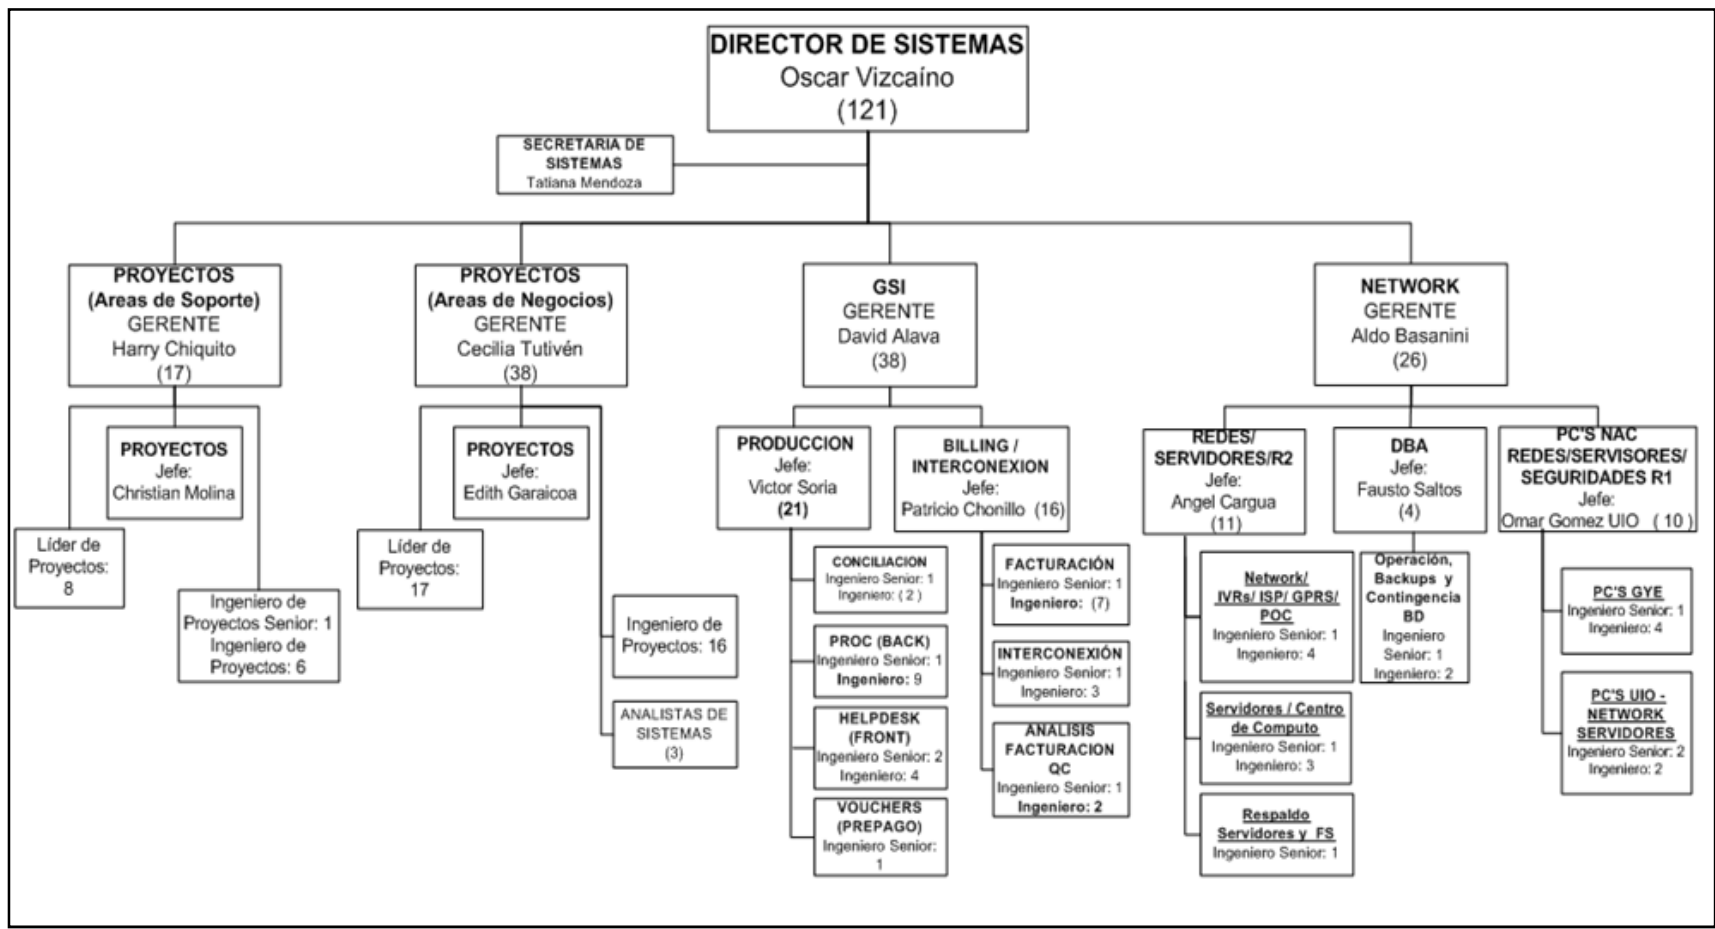 DIRECTOR DE SISTEMAS
Oscar Vizcaíno
(121)
SECRETARIA DE
SISTEMAS
Tatiana Mendoza
PROYECTOS
(Areas de Soporte)
GERENTE
Harry Chiquito
(17)
PROYECTOS
(Areas de Negocios)
GERENTE
Cecilia Tutivén
(38)
GSI
GERENTE
David Alava
(38)
NETWORK
GERENTE
Aldo Basanini
(26)
PROYECTOS
Jefe:
Christian Molina
Líder de
Proyectos:
8
Ingeniero de
Proyectos Senior: 1
Ingeniero de
Proyectos: 6
PROYECTOS
Jefe:
Edith Garaicoa
Líder de
Proyectos:
17
Ingeniero de
Proyectos: 16
ANALISTAS DE
SISTEMAS
(3)
PRODUCCION
Jefe:
Victor Soria
(21)
CONCILIACION
Ingeniero Senior: 1
Ingeniero: ( 2 )
PROC (BACK)
Ingeniero Senior: 1
Ingeniero: 9
HELPDESK
(FRONT)
Ingeniero Senior: 2
Ingeniero: 4
VOUCHERS
(PREPAGO)
Ingeniero Senior:
1
BILLING /
INTERCONEXION
Jefe:
Patricio Chonillo (16)
FACTURACIÓN
Ingeniero Senior: 1
Ingeniero: (7)
INTERCONEXIÓN
Ingeniero Senior: 1
Ingeniero: 3
ANALISIS
FACTURACION
QC
Ingeniero Senior: 1
Ingeniero: 2
REDES/
SERVIDORES/R2
Jefe:
Angel Cargua
(11)
Network/
IVRs/ ISP/ GPRS/
POC
Ingeniero Senior: 1
Ingeniero: 4
Servidores / Centro
de Computo
Ingeniero Senior: 1
Ingeniero: 3
Respaldo
Servidores y FS
Ingeniero Senior: 1
DBA
Jefe:
Fausto Saltos
(4)
Operación,
Backups y
Contingencia
BD
Ingeniero
Senior: 1
Ingeniero: 2
PC'S NAC
REDES/SERVISORES/
SEGURIDADES R1
Jefe:
Omar Gomez UIO ( 10 )
PC'S GYE
Ingeniero Senior: 1
Ingeniero: 4
PC'S UIO -
NETWORK
SERVIDORES
Ingeniero Senior: 2
Ingeniero: 2